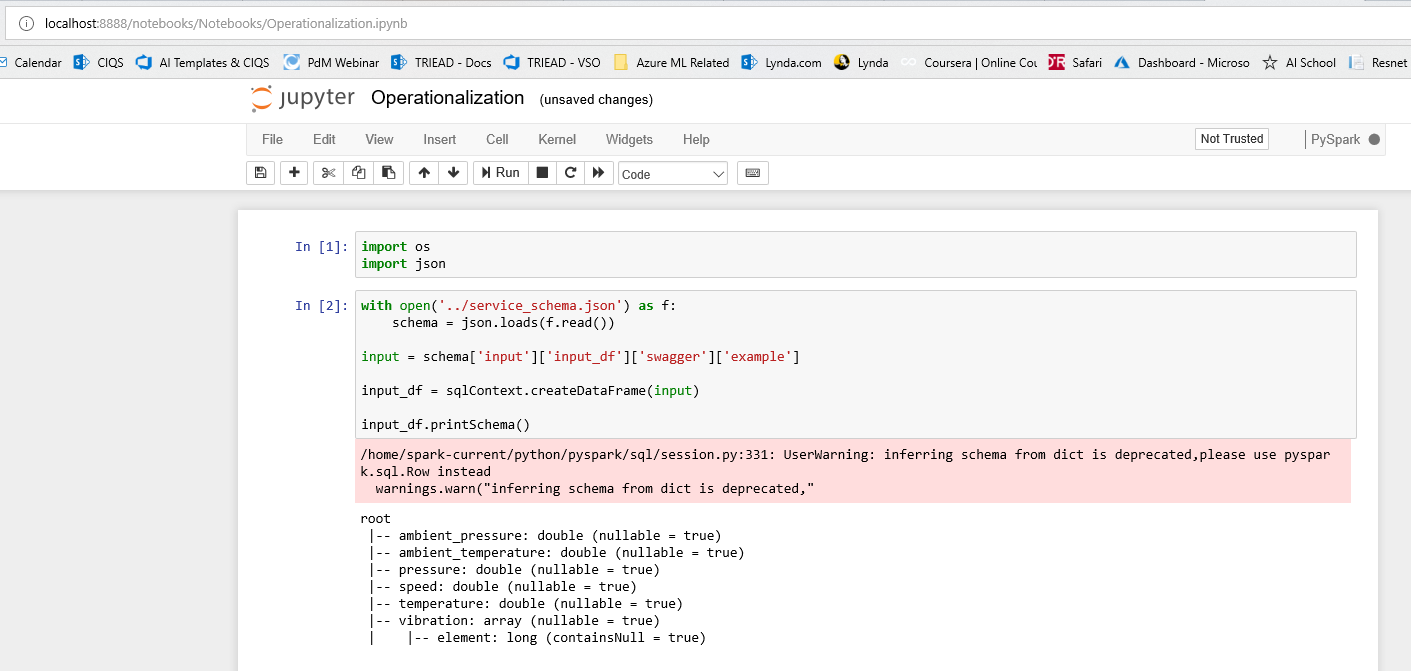 localhost:8888/notebooks/Notebooks/Operationalization.ipynb
Calendar CIQS AI Templates & CIQS PdM Webinar TRIEAD - Docs TRIEAD - VSO Azure ML Related Lynda.com Lynda Coursera | Online Cou Safari Dashboard - Microso AI School Resnet
jupyter Operationalization (unsaved changes)
File Edit View Insert Cell Kernel Widgets Help Not Trusted PySpark
Run Code
In [1]: import os
import json
In [2]: with open('../service_schema.json') as f:
    schema = json.loads(f.read())
input = schema['input']['input_df']['swagger']['example']
input_df = sqlContext.createDataFrame(input)
input_df.printSchema()
/home/spark-current/python/pyspark/sql/session.py:331: UserWarning: inferring schema from dict is deprecated,please use pyspar
k.sql.Row instead
  warnings.warn("inferring schema from dict is deprecated,"
root
 |-- ambient_pressure: double (nullable = true)
 |-- ambient_temperature: double (nullable = true)
 |-- pressure: double (nullable = true)
 |-- speed: double (nullable = true)
 |-- temperature: double (nullable = true)
 |-- vibration: array (nullable = true)
 |    |-- element: long (containsNull = true)